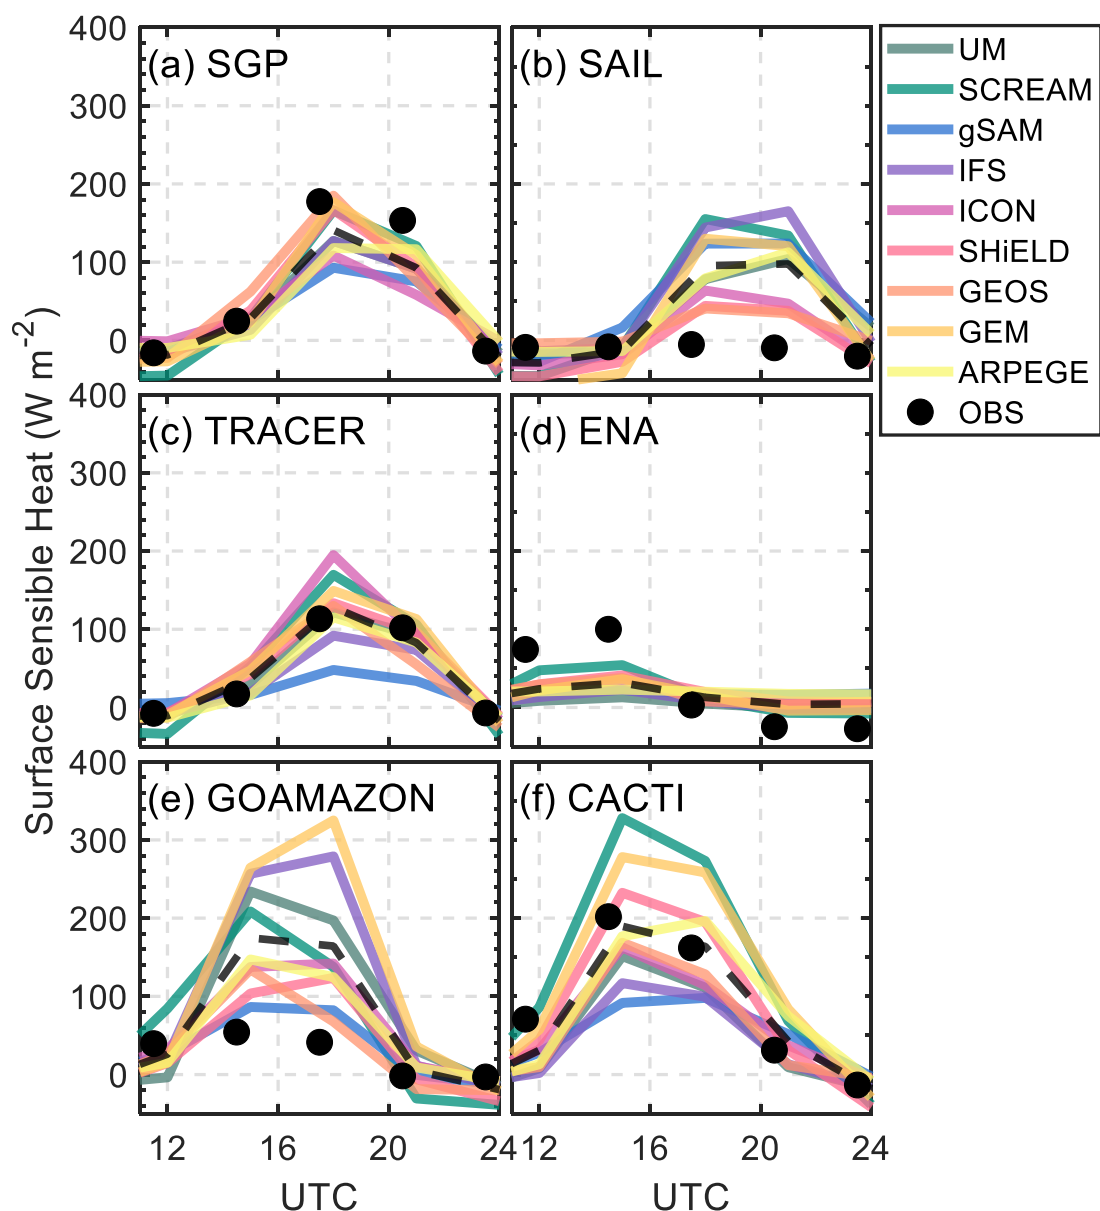 400
300
200
100
0
(a) SGP
(b) SAIL
UM
SCREAM
gSAM
IFS
ICON
SHiELD
GEOS
GEM
ARPEGE
OBS
400
300
200
100
0
(c) TRACER
(d) ENA
Surface Sensible Heat (W m-2)
400
300
200
100
0
(e) GOAMAZON
(f) CACTI
12
16
20
24
12
16
20
24
UTC
UTC